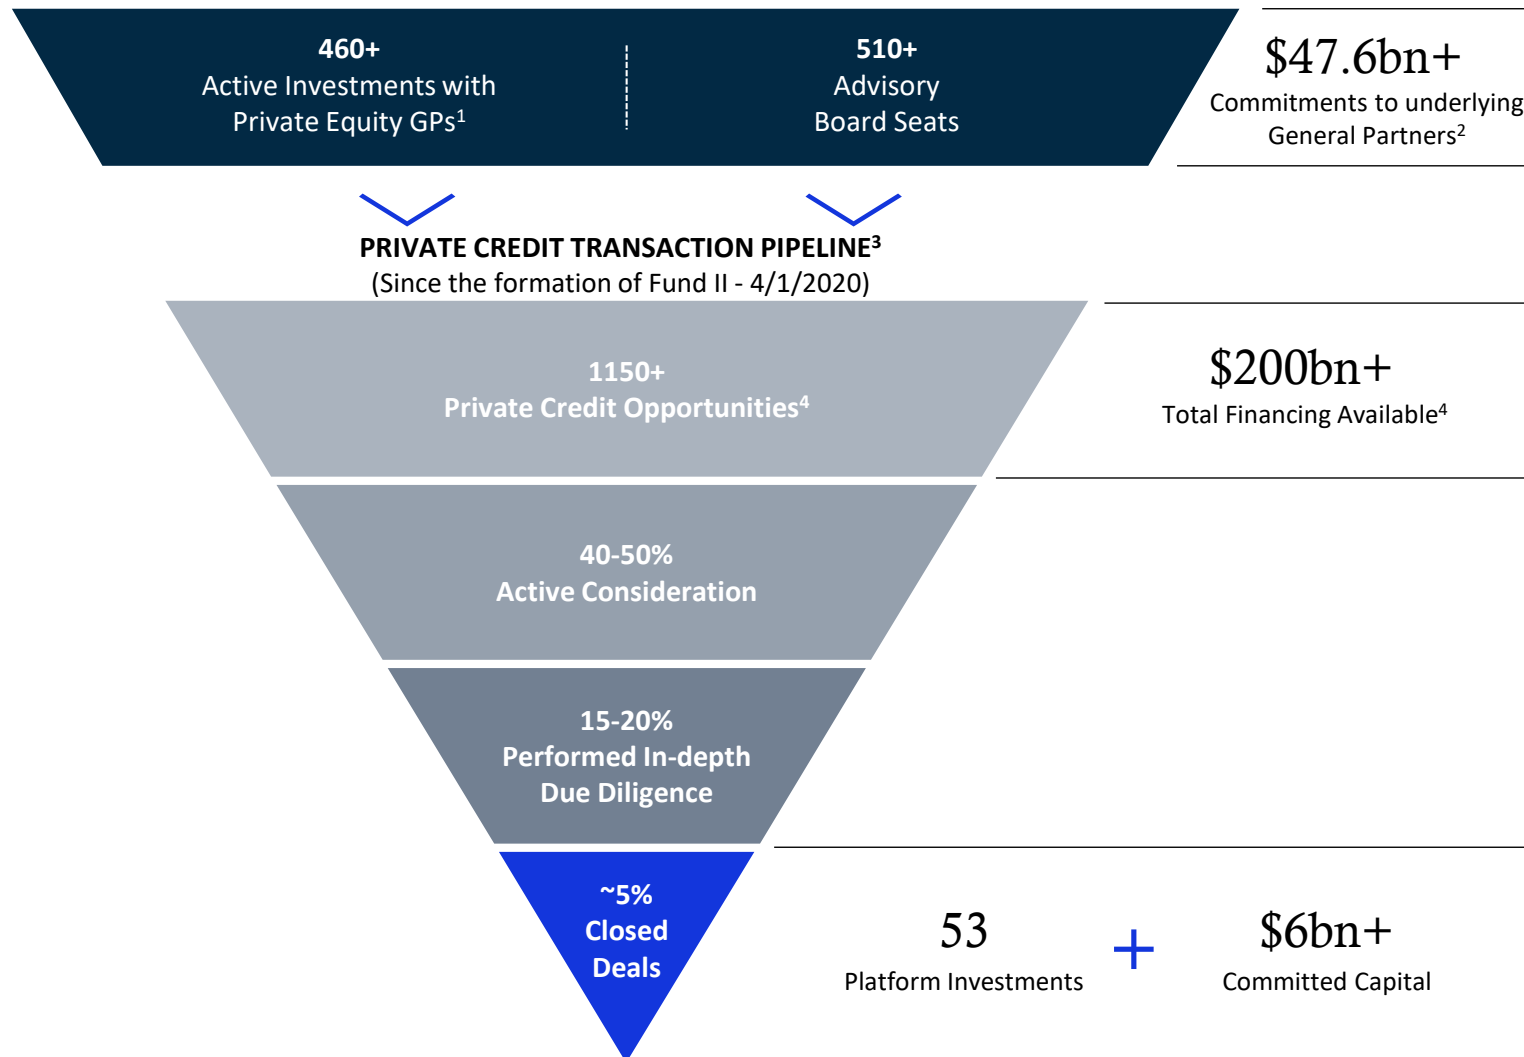 460+
Active Investments with
Private Equity GPs¹
510+
Advisory
Board Seats
$47.6bn+
Commitments to underlying
General Partners²
PRIVATE CREDIT TRANSACTION PIPELINE³
(Since the formation of Fund II - 4/1/2020)
1150+
Private Credit Opportunities⁴
$200bn+
Total Financing Available⁴
40-50%
Active Consideration
15-20%
Performed In-depth
Due Diligence
~5%
Closed
Deals
53
Platform Investments
+
$6bn+
Committed Capital